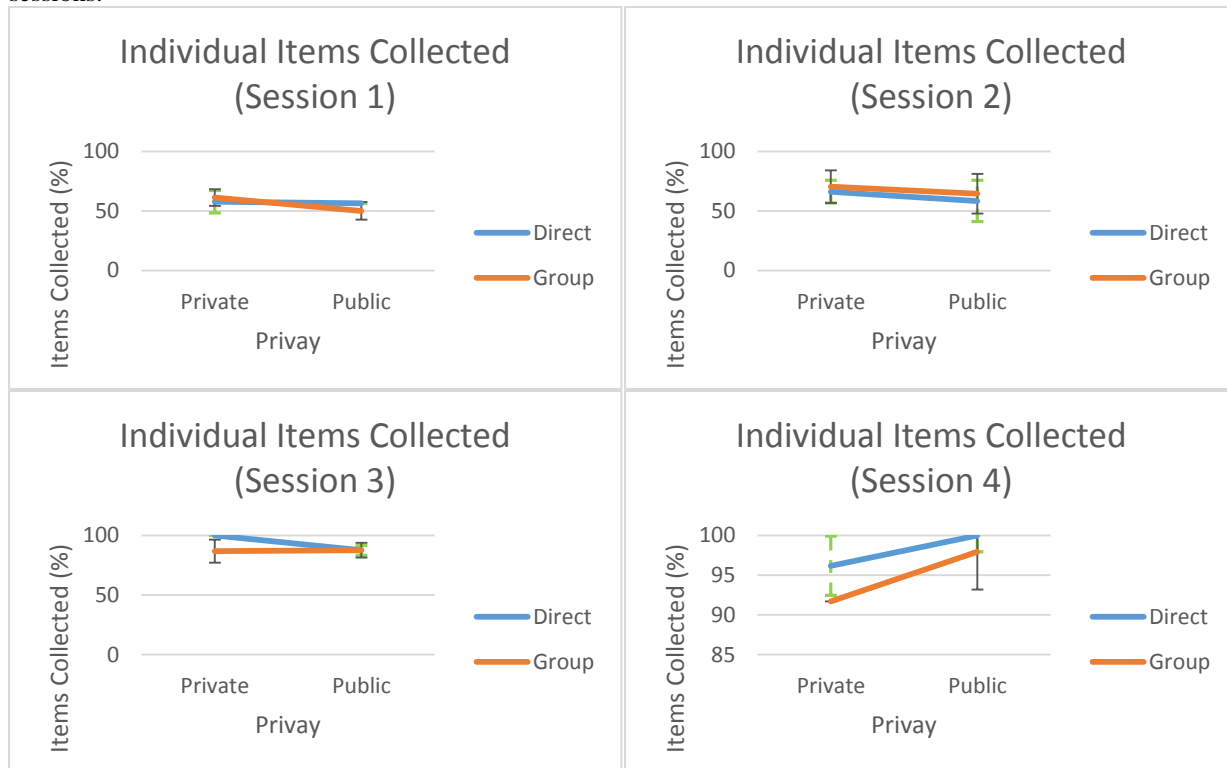 sessions.
Individual Items Collected
(Session 1)
Items Collected (%)
100
50
0
Private
Public
Privay
Direct
Group
Individual Items Collected
(Session 2)
Items Collected (%)
100
50
0
Private
Public
Privay
Direct
Group
Individual Items Collected
(Session 3)
Items Collected (%)
100
50
0
Private
Public
Privay
Direct
Group
Individual Items Collected
(Session 4)
Items Collected (%)
100
95
90
85
Private
Public
Privay
Direct
Group